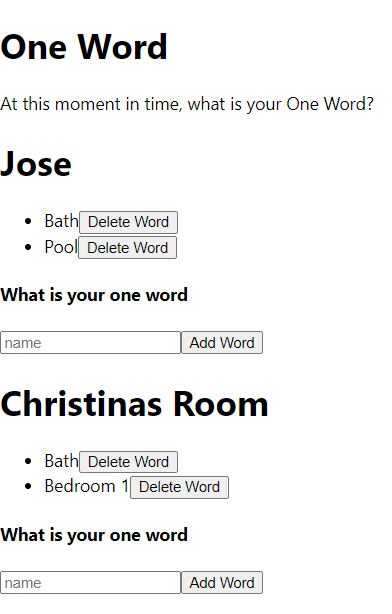 One Word
At this moment in time, what is your One Word?
Jose
Bath Delete Word
Pool Delete Word
What is your one word
name Add Word
Christinas Room
Bath Delete Word
Bedroom 1 Delete Word
What is your one word
name Add Word